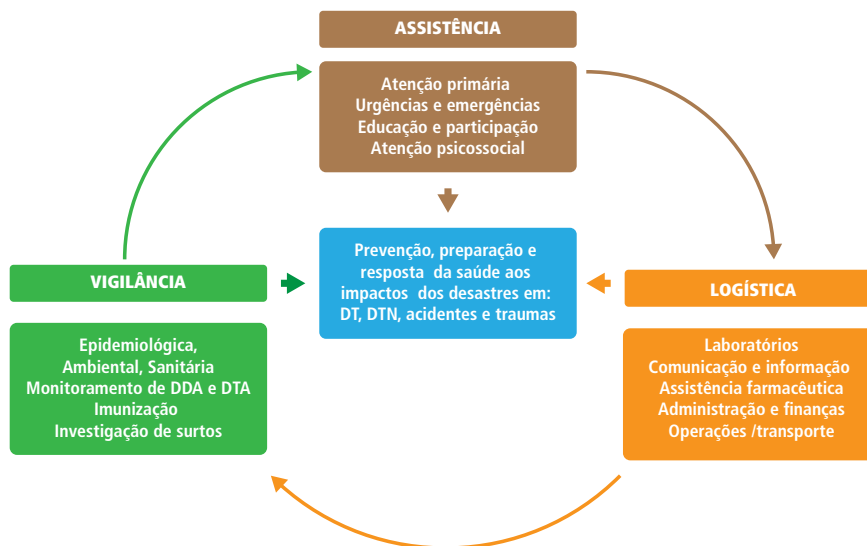 ASSISTÊNCIA
Atenção primária
Urgências e emergências
Educação e participação
Atenção psicossocial
Prevenção, preparação e
resposta da saúde aos
impactos dos desastres em:
DT, DTN, acidentes e traumas
VIGILÂNCIA
Epidemiológica,
Ambiental, Sanitária
Monitoramento de DDA e DTA
Imunização
Investigação de surtos
LOGÍSTICA
Laboratórios
Comunicação e informação
Assistência farmacêutica
Administração e finanças
Operações /transporte